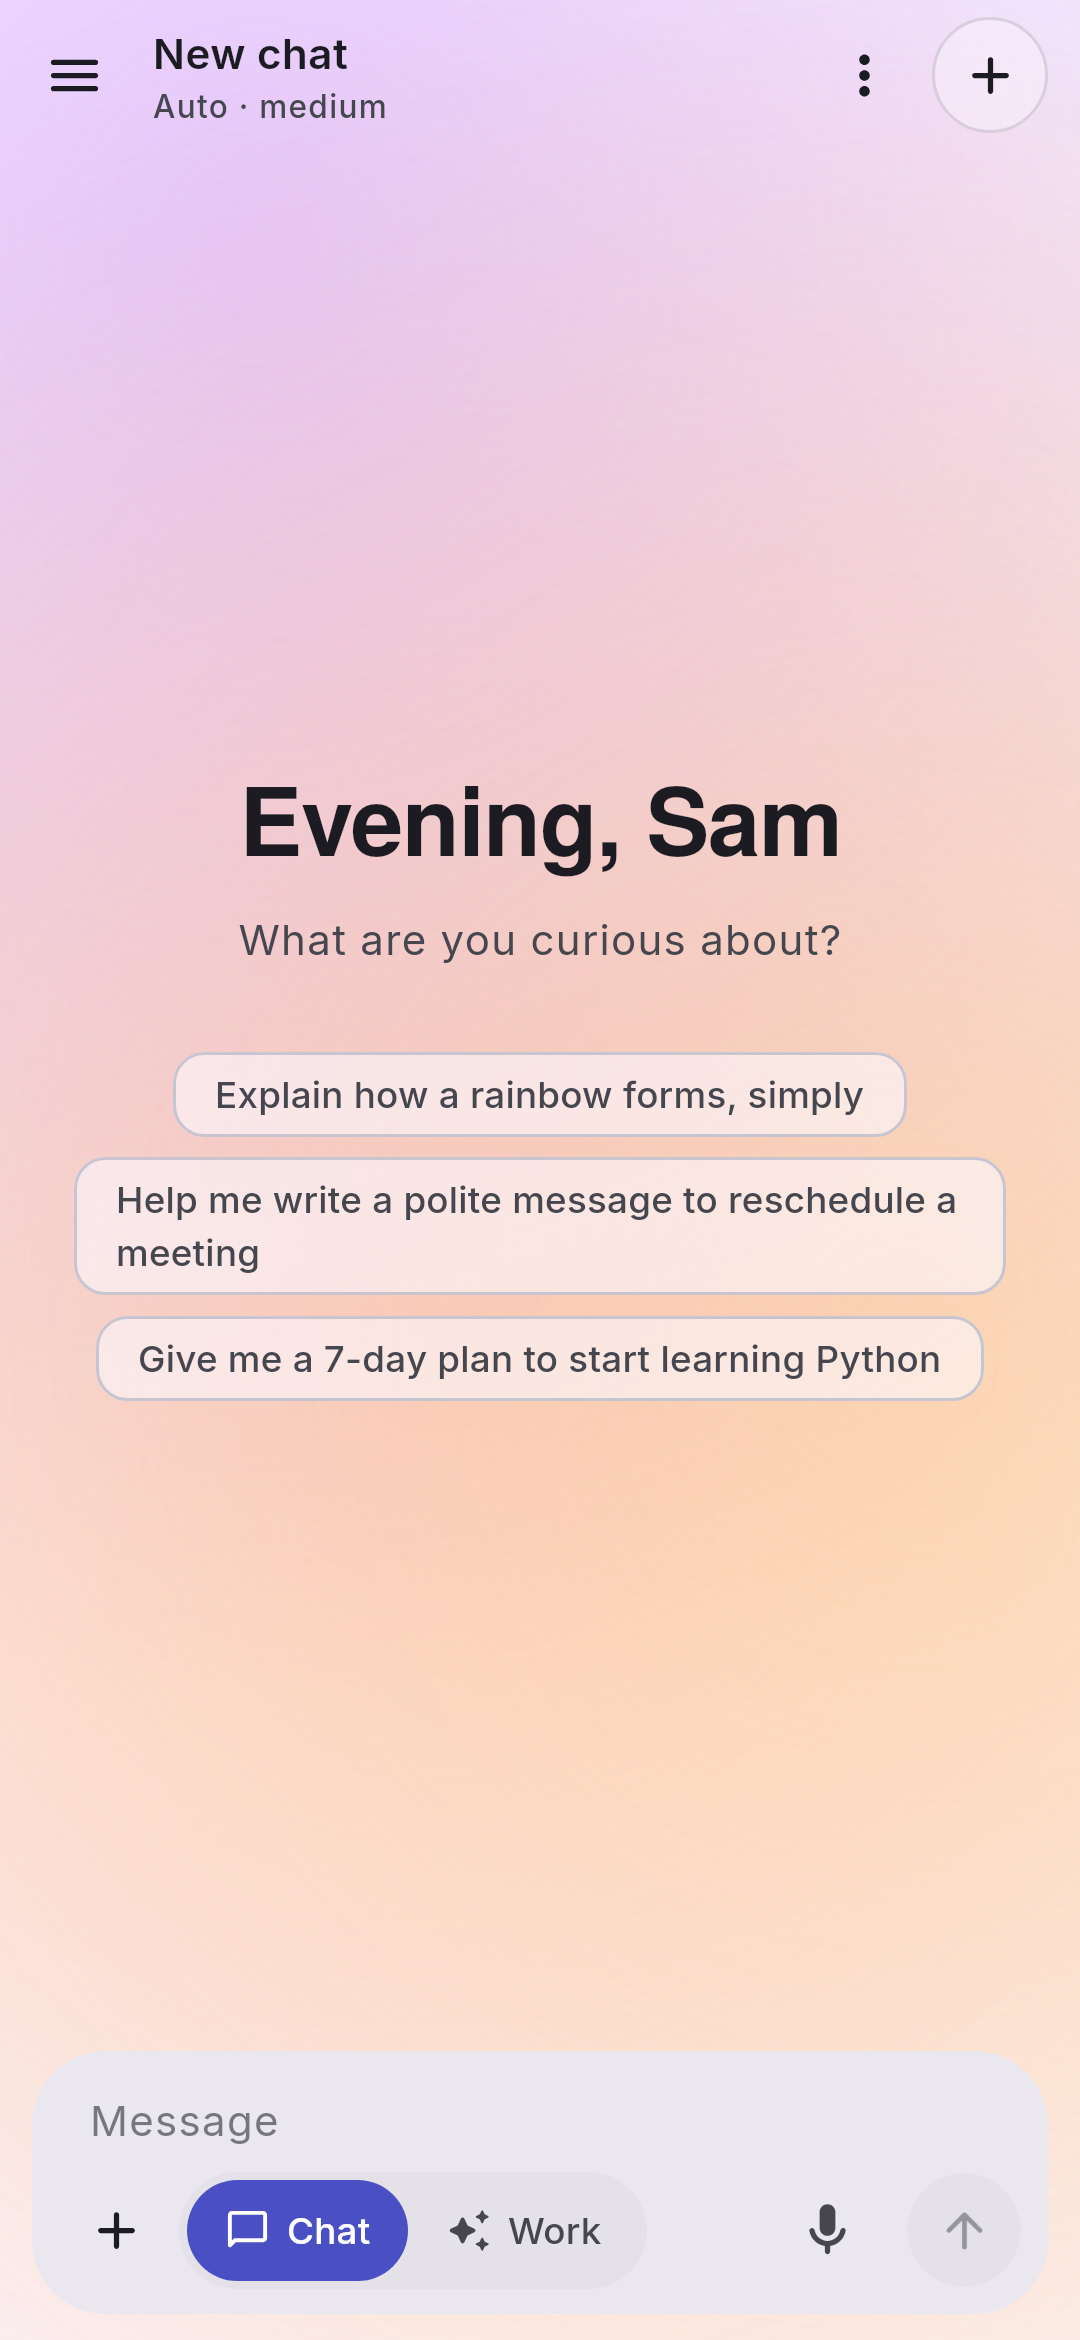 New chat
Auto · medium
Evening, Sam
What are you curious about?
Explain how a rainbow forms, simply
Help me write a polite message to reschedule a
meeting
Give me a 7-day plan to start learning Python
Message
Chat
Work